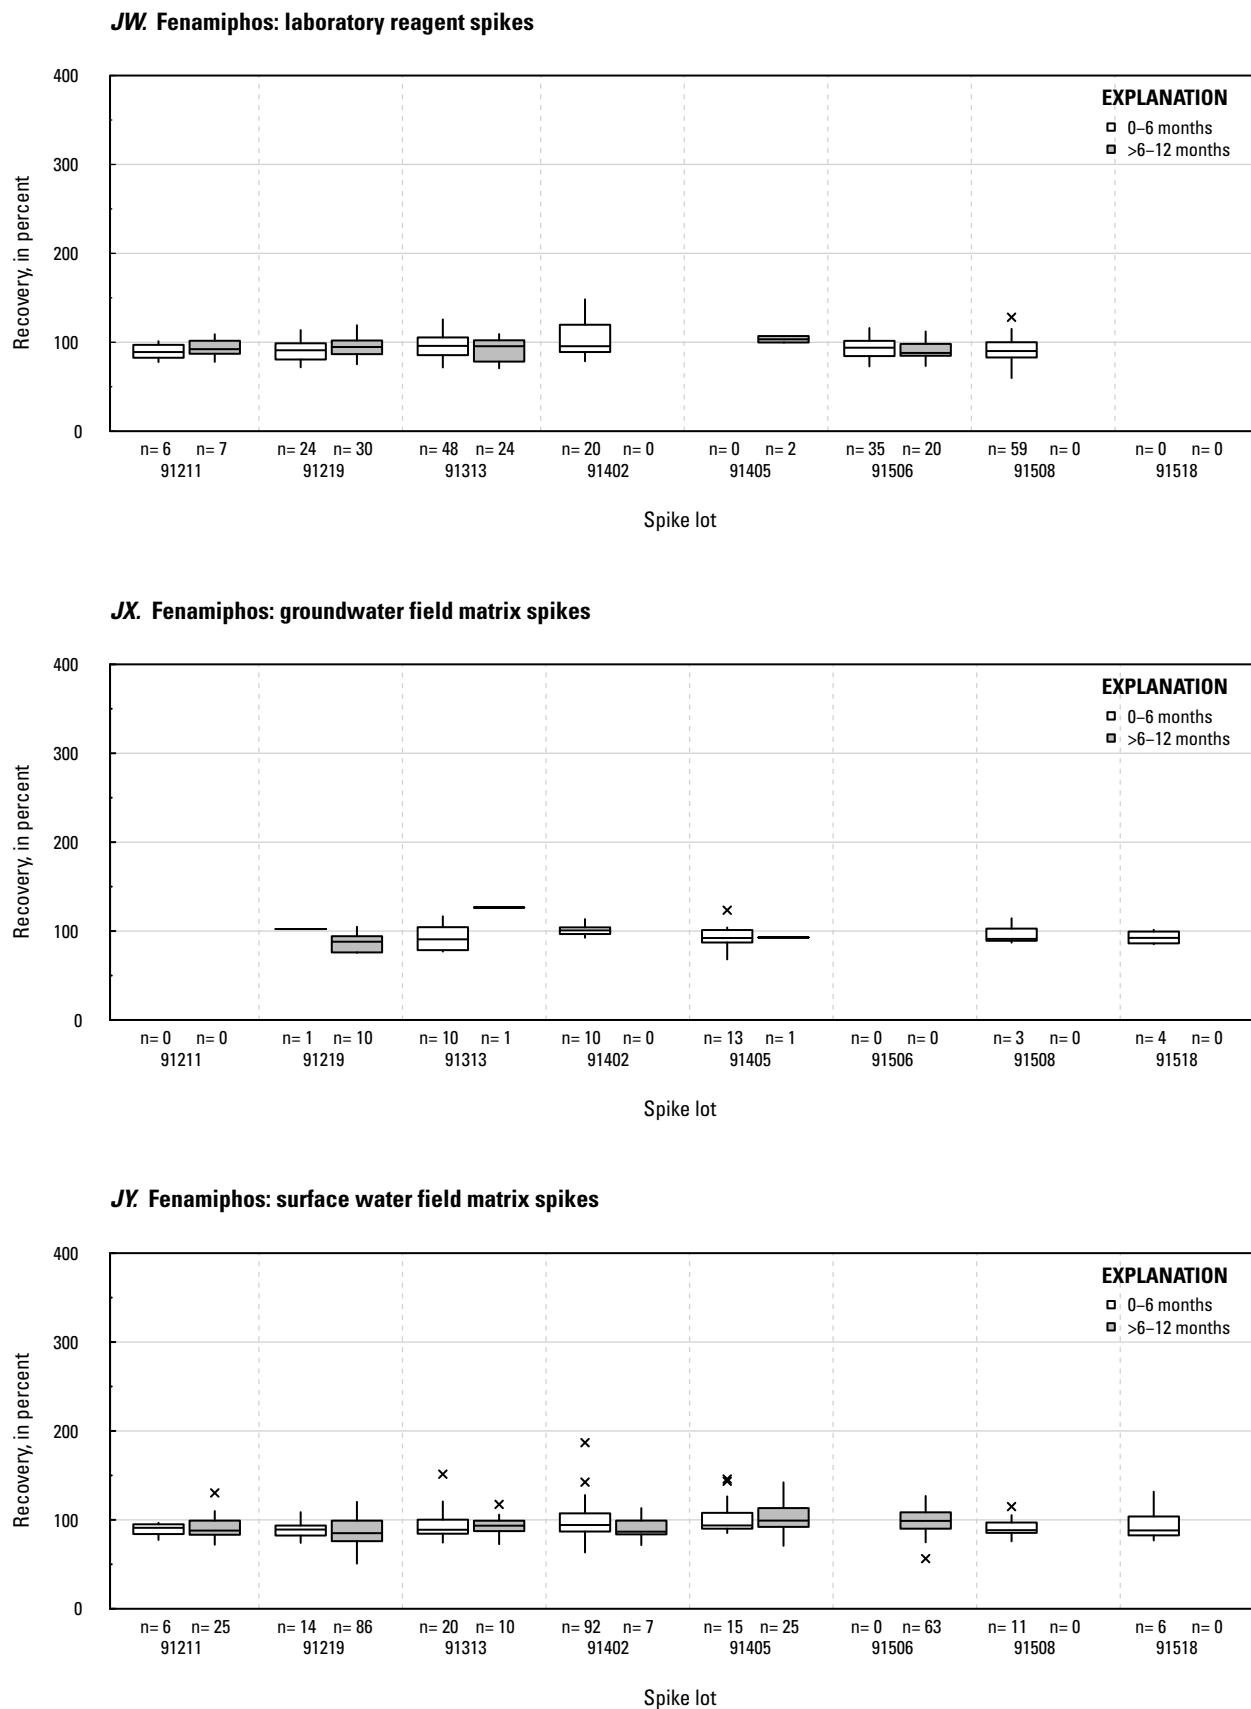 JW. Fenamiphos: laboratory reagent spikes
400
300
200
100
0
Recovery, in percent
EXPLANATION
0–6 months
>6–12 months
n= 6 n= 7 n= 24 n= 30 n= 48 n= 24 n= 20 n= 0 n= 0 n= 2 n= 35 n= 20 n= 59 n= 0 n= 0 n= 0
91211 91219 91313 91402 91405 91506 91508 91518
Spike lot
JX. Fenamiphos: groundwater field matrix spikes
400
300
200
100
0
Recovery, in percent
EXPLANATION
0–6 months
>6–12 months
n= 0 n= 0 n= 1 n= 10 n= 10 n= 1 n= 10 n= 0 n= 13 n= 1 n= 0 n= 0 n= 3 n= 0 n= 4 n= 0
91211 91219 91313 91402 91405 91506 91508 91518
Spike lot
JY. Fenamiphos: surface water field matrix spikes
400
300
200
100
0
Recovery, in percent
EXPLANATION
0–6 months
>6–12 months
n= 6 n= 25 n= 14 n= 86 n= 20 n= 10 n= 92 n= 7 n= 15 n= 25 n= 0 n= 63 n= 11 n= 0 n= 6 n= 0
91211 91219 91313 91402 91405 91506 91508 91518
Spike lot